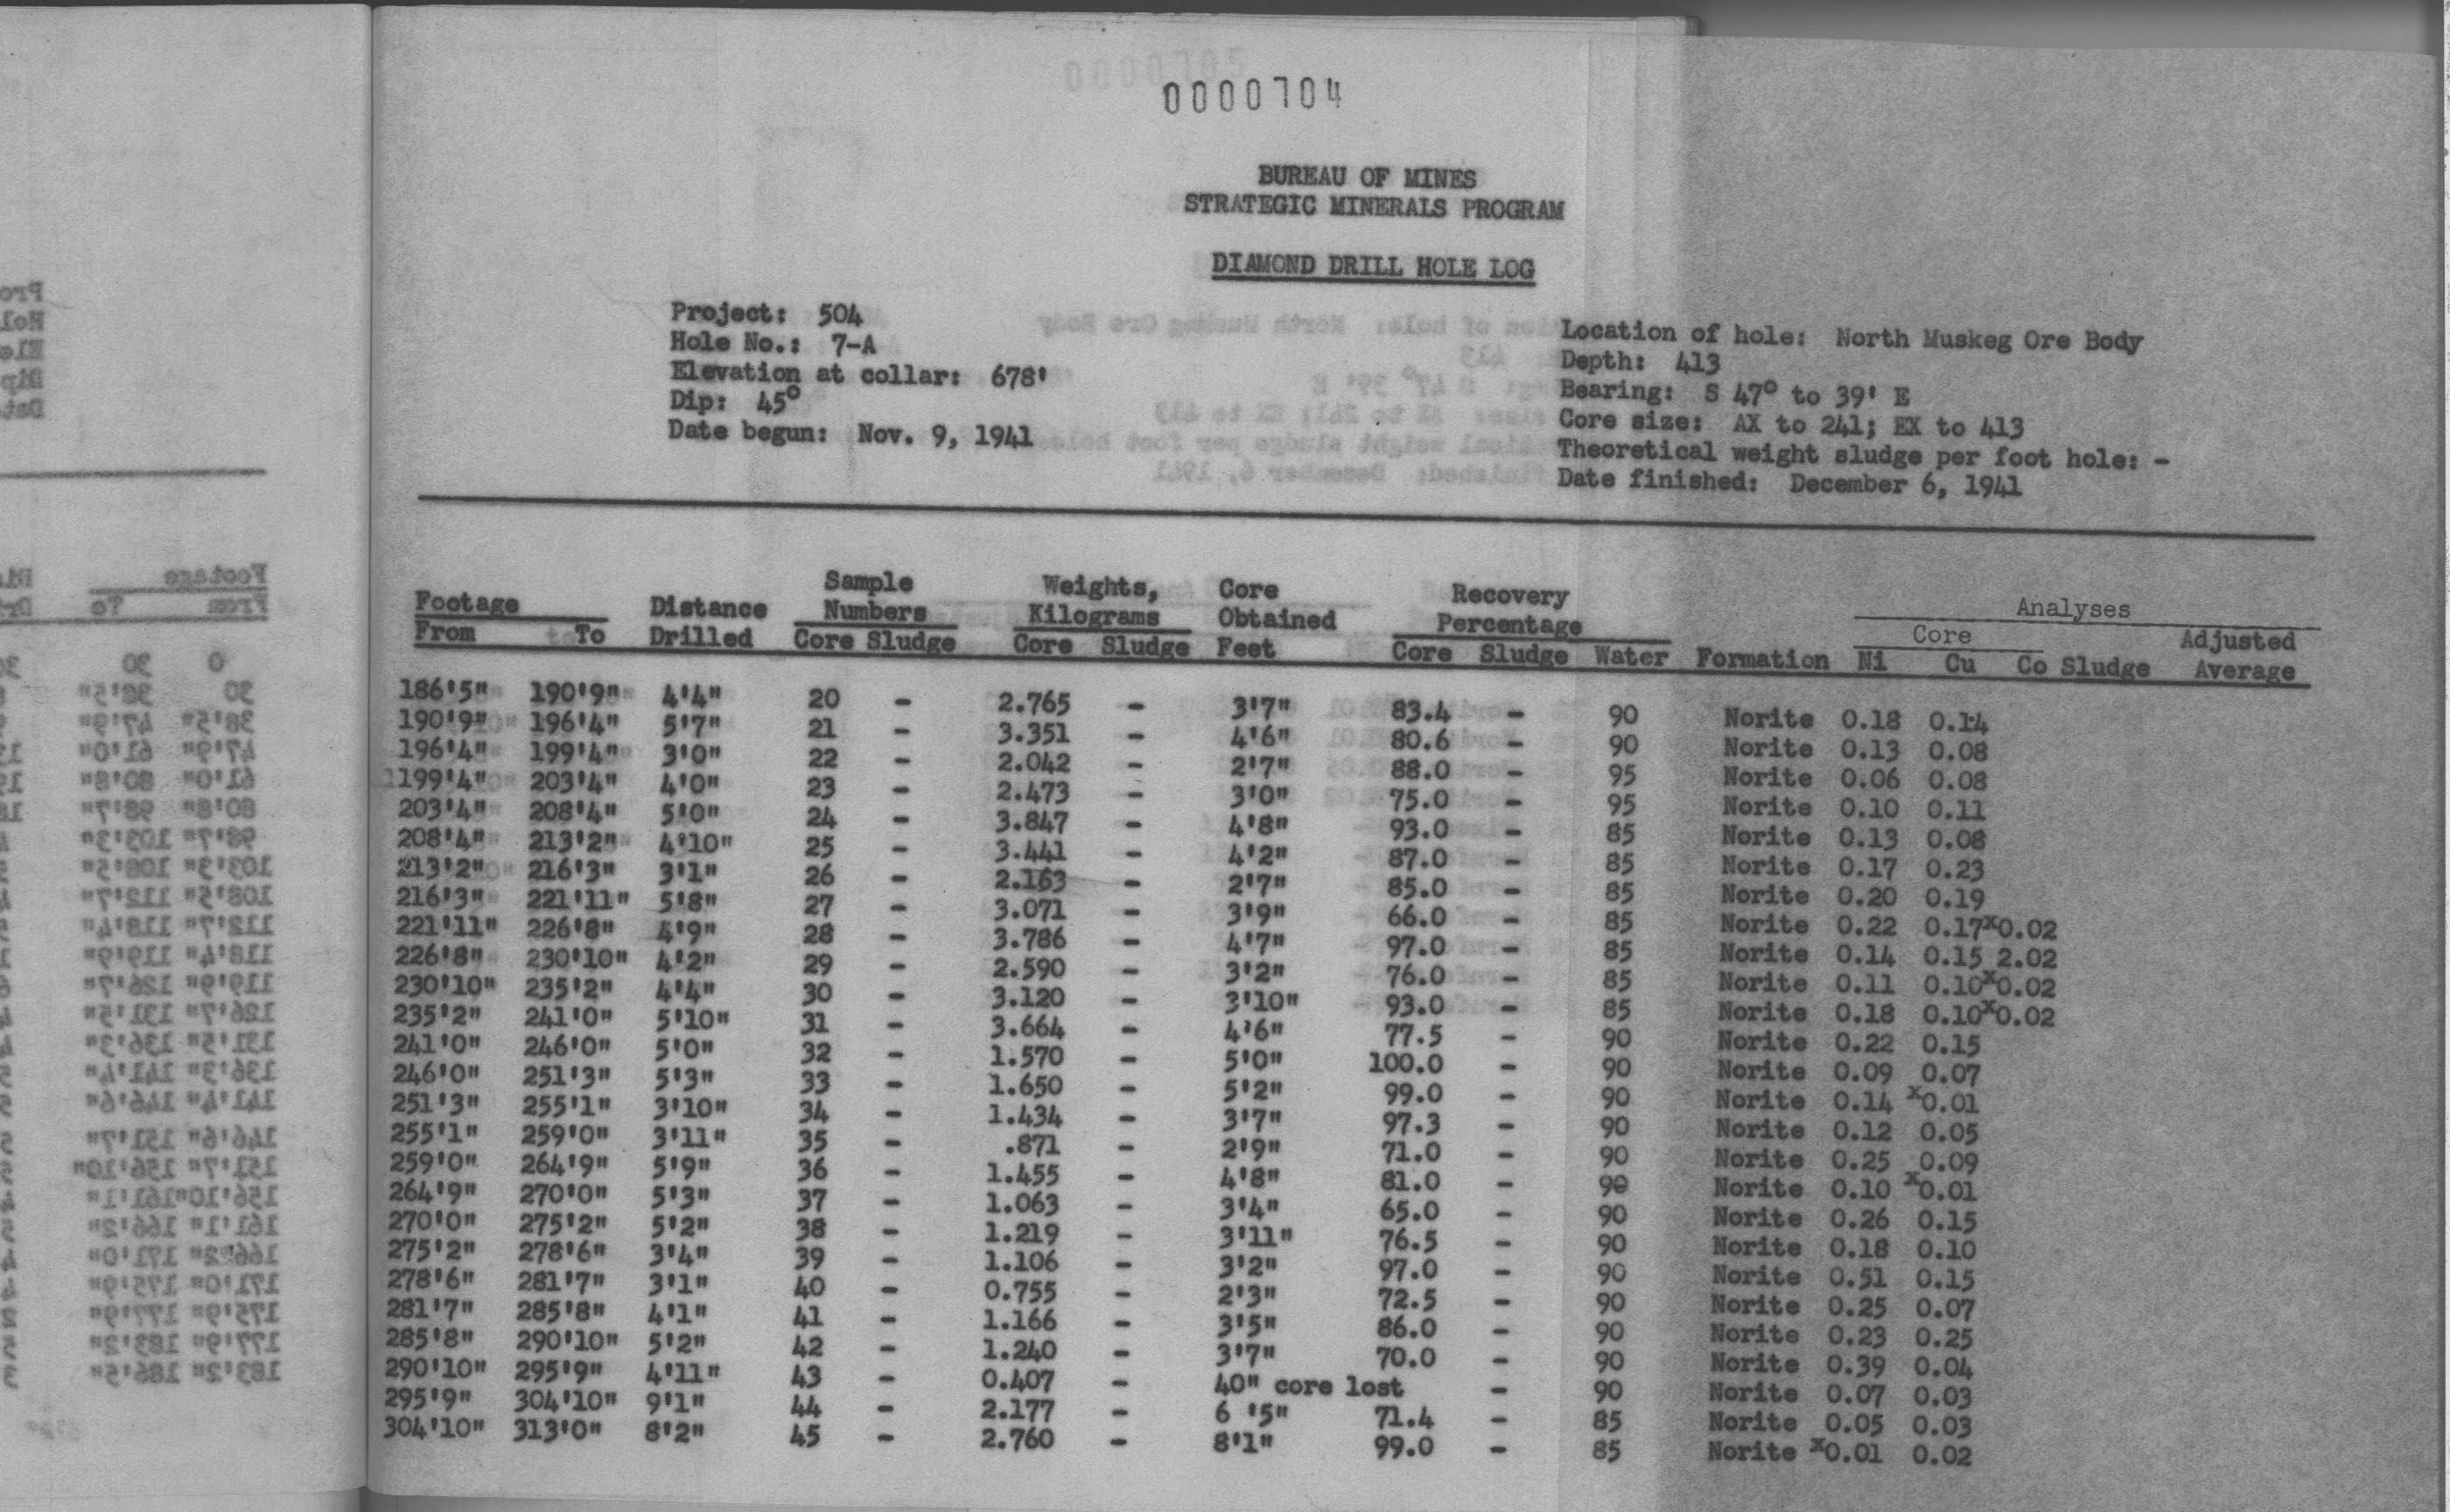 0000704
BUREAU OF MINES
STRATEGIC MINERALS PROGRAM
DIAMOND DRILL HOLE LOG
Project: 504
Hole No.: 7-A
Elevation at collar: 678'
Dip: 45°
Date begun: Nov. 9, 1941
Location of hole: North Muskeg Ore Body
Depth: 413
Bearing: S 47° to 39' E
Core size: AX to 241; EX to 413
Theoretical weight sludge per foot hole: -
Date finished: December 6, 1941
Footage From To Distance Drilled Sample Numbers Core Sludge Weights, Kilograms Core Sludge Core Obtained Feet Recovery Percentage Core Sludge Water Formation Analyses Core Ni Cu Co Sludge Adjusted Average
186'5" 190'9" 4'4" 20 - 2.765 - 3'7" 83.4 - 90 Norite 0.18 0.14
190'9" 196'4" 5'7" 21 - 3.351 - 4'6" 80.6 - 90 Norite 0.13 0.08
196'4" 199'4" 3'0" 22 - 2.042 - 2'7" 88.0 - 95 Norite 0.06 0.08
199'4" 203'4" 4'0" 23 - 2.473 - 3'0" 75.0 - 95 Norite 0.10 0.11
203'4" 208'4" 5'0" 24 - 3.847 - 4'8" 93.0 - 85 Norite 0.13 0.08
208'4" 213'2" 4'10" 25 - 3.441 - 4'2" 87.0 - 85 Norite 0.17 0.23
213'2" 216'3" 3'1" 26 - 2.163 - 2'7" 85.0 - 85 Norite 0.20 0.19
216'3" 221'11" 5'8" 27 - 3.071 - 3'9" 66.0 - 85 Norite 0.22 0.17 x0.02
221'11" 226'8" 4'9" 28 - 3.786 - 4'7" 97.0 - 85 Norite 0.14 0.15 2.02
226'8" 230'10" 4'2" 29 - 2.590 - 3'2" 76.0 - 85 Norite 0.11 0.10 x0.02
230'10" 235'2" 4'4" 30 - 3.120 - 3'10" 93.0 - 85 Norite 0.18 0.10 x0.02
235'2" 241'0" 5'10" 31 - 3.664 - 4'6" 77.5 - 90 Norite 0.22 0.15
241'0" 246'0" 5'0" 32 - 1.570 - 5'0" 100.0 - 90 Norite 0.09 0.07
246'0" 251'3" 5'3" 33 - 1.650 - 5'2" 99.0 - 90 Norite 0.14 x0.01
251'3" 255'1" 3'10" 34 - 1.434 - 3'7" 97.3 - 90 Norite 0.12 0.05
255'1" 259'0" 3'11" 35 - .871 - 2'9" 71.0 - 90 Norite 0.25 0.09
259'0" 264'9" 5'9" 36 - 1.455 - 4'8" 81.0 - 90 Norite 0.10 x0.01
264'9" 270'0" 5'3" 37 - 1.063 - 3'4" 65.0 - 90 Norite 0.26 0.15
270'0" 275'2" 5'2" 38 - 1.219 - 3'11" 76.5 - 90 Norite 0.18 0.10
275'2" 278'6" 3'4" 39 - 1.106 - 3'2" 97.0 - 90 Norite 0.51 0.15
278'6" 281'7" 3'1" 40 - 0.755 - 2'3" 72.5 - 90 Norite 0.25 0.07
281'7" 285'8" 4'1" 41 - 1.166 - 3'5" 86.0 - 90 Norite 0.23 0.25
285'8" 290'10" 5'2" 42 - 1.240 - 3'7" 70.0 - 90 Norite 0.39 0.04
290'10" 295'9" 4'11" 43 - 0.407 - 40" core lost - 90 Norite 0.07 0.03
295'9" 304'10" 9'1" 44 - 2.177 - 6 '5" 71.4 - 85 Norite 0.05 0.03
304'10" 313'0" 8'2" 45 - 2.760 - 8'1" 99.0 - 85 Norite x0.01 0.02